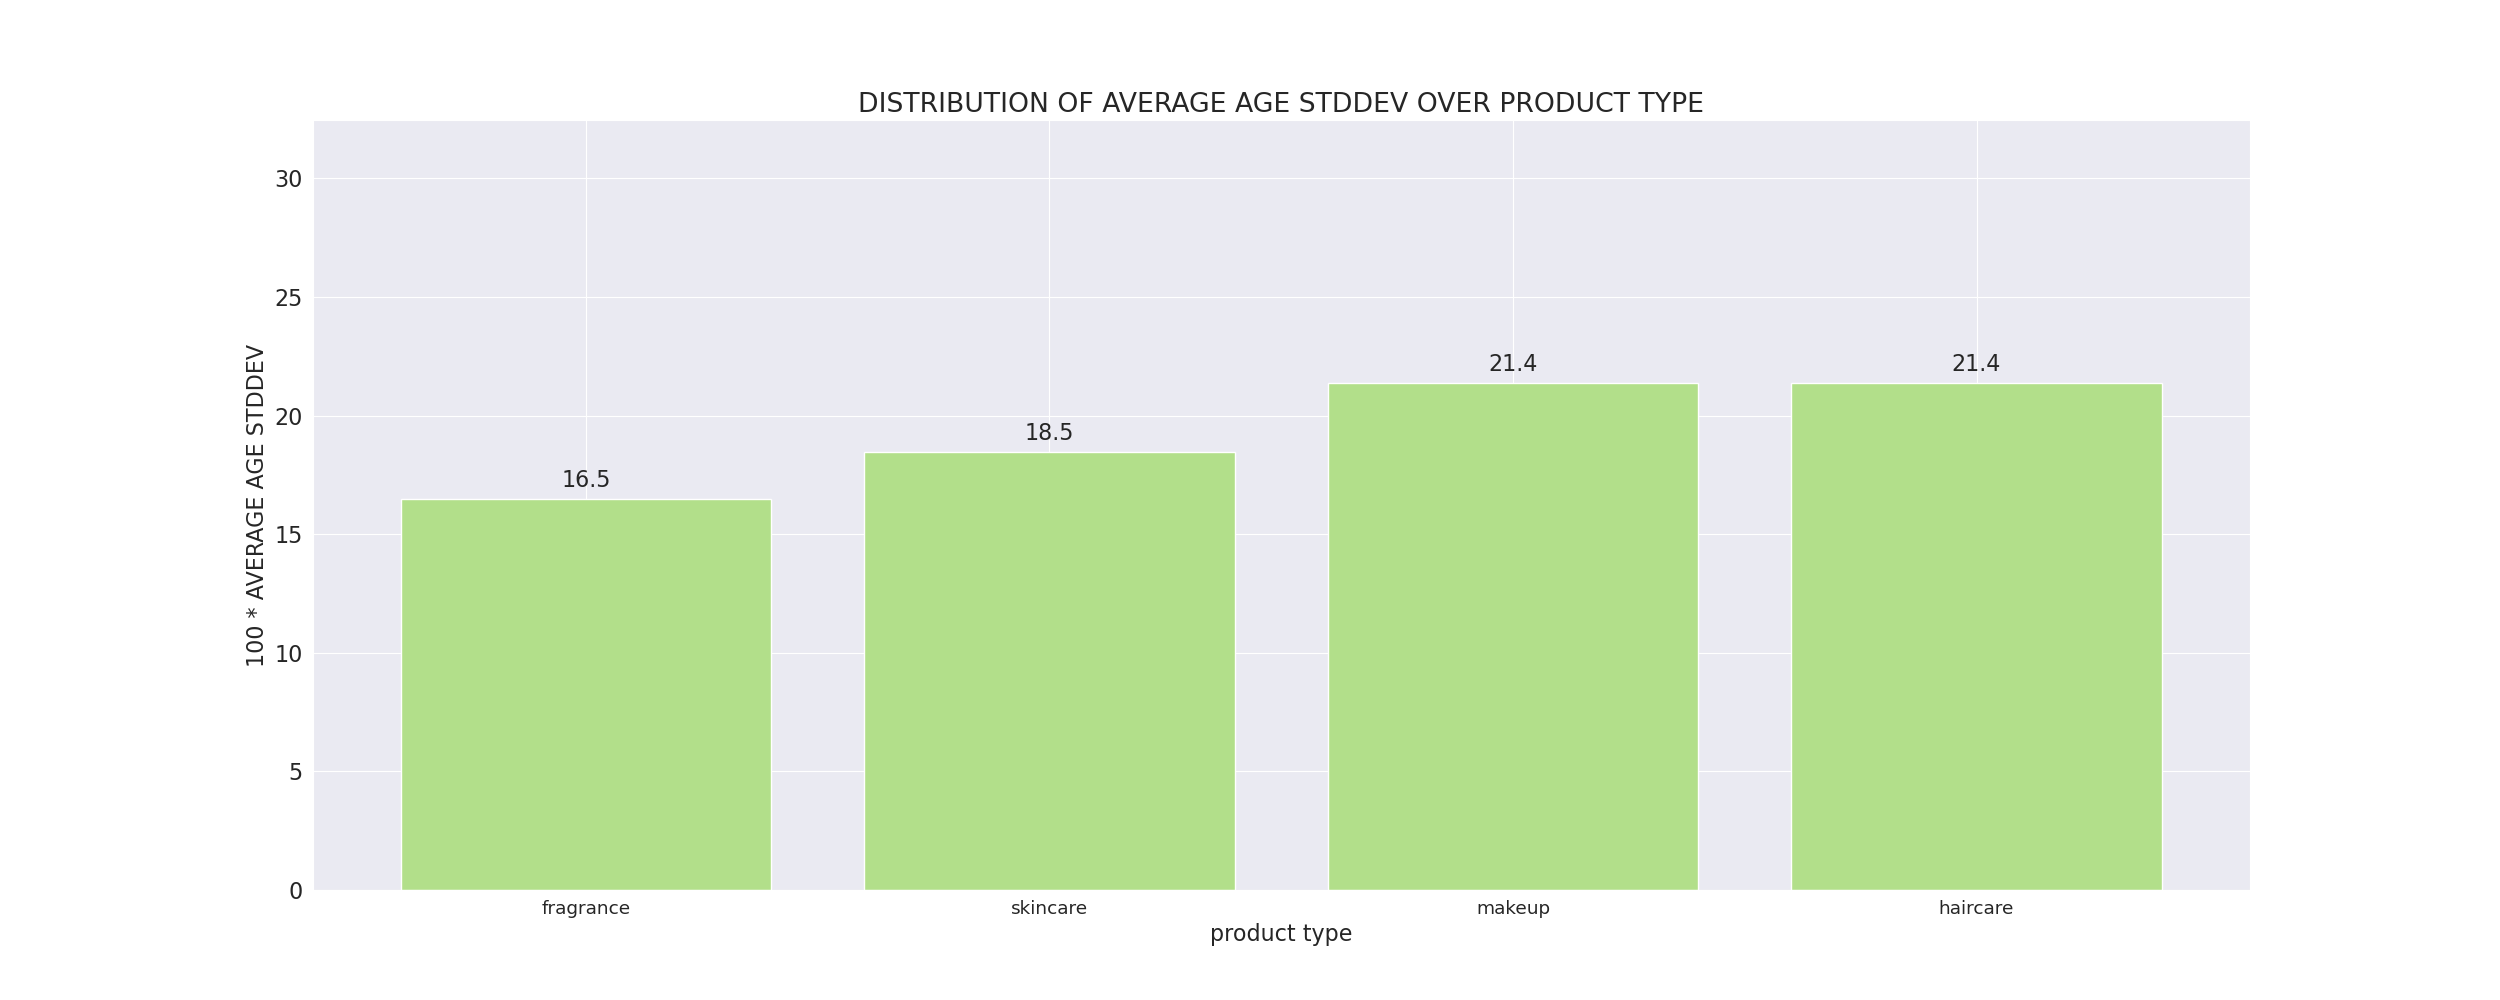 DISTRIBUTION OF AVERAGE AGE STDDEV OVER PRODUCT TYPE
100 * AVERAGE AGE STDDEV
30
25
20
15
10
5
0
16.5
18.5
21.4
21.4
fragrance skincare makeup haircare
product type